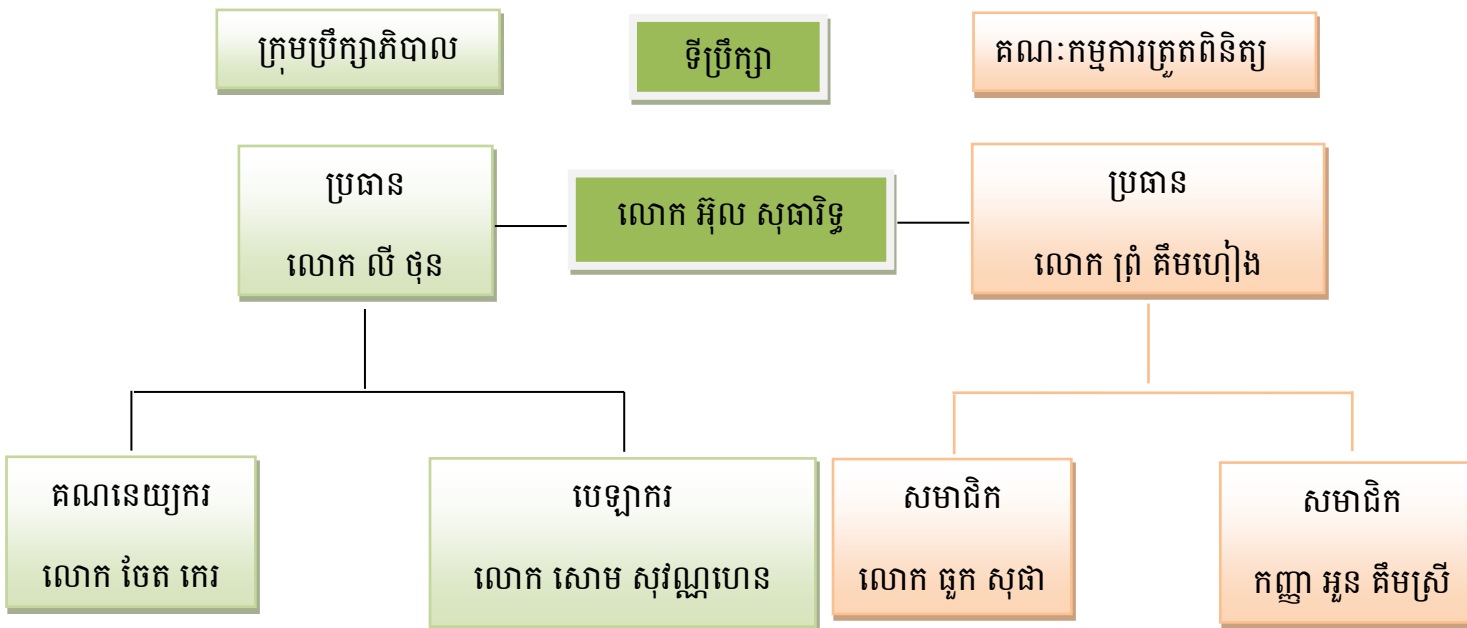 ក្រុមប្រឹក្សាភិបាល
ទីប្រឹក្សា
គណៈកម្មការត្រួតពិនិត្យ
ប្រធាន
លោក លី ថុន
លោក អ៊ុល សុធារិទ្ធ
ប្រធាន
លោក ព្រំ គឹមហៀង
គណនេយ្យករ
លោក ចែត កេរ
បេឡាករ
លោក សោម សុវណ្ណហេន
សមាជិក
លោក ធួក សុផា
សមាជិក
កញ្ញា អួន គឹមស្រី